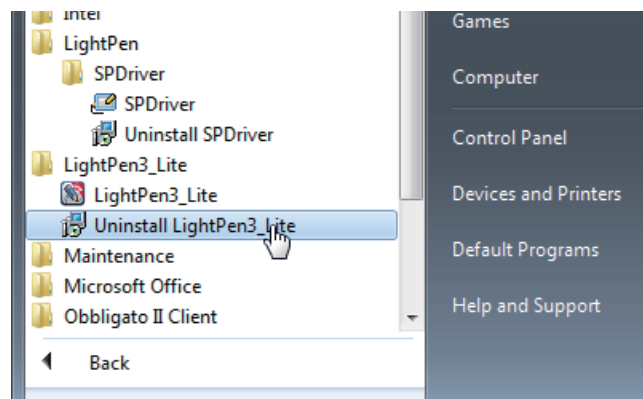 Intel
LightPen
SPDriver
SPDriver
Uninstall SPDriver
LightPen3_Lite
LightPen3_Lite
Uninstall LightPen3_Lite
Maintenance
Microsoft Office
Obbligato II Client
Back
Games
Computer
Control Panel
Devices and Printers
Default Programs
Help and Support